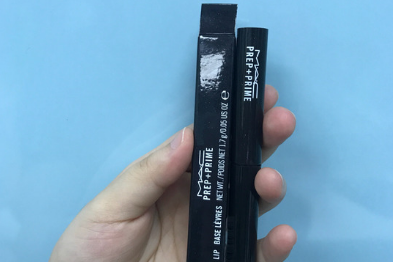 MAC
PREP+PRIME
LIP BASE LÈVRES
NET WT. / POIDS NET 1.7 g/0.05 US OZ ℮
MAC
PREP+PRIME